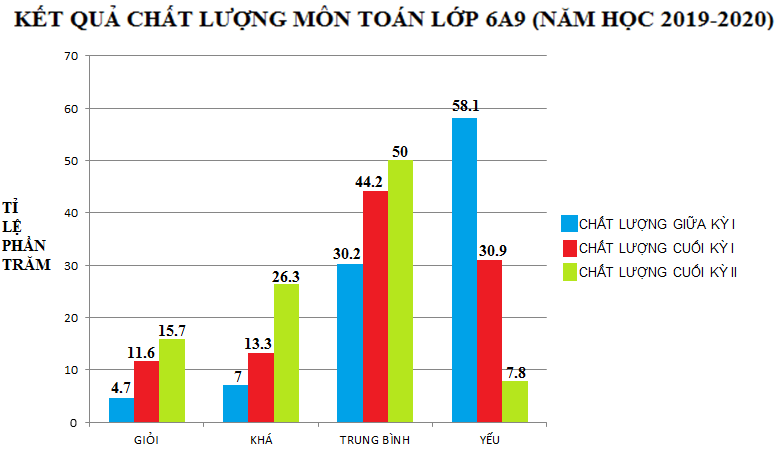 KẾT QUẢ CHẤT LƯỢNG MÔN TOÁN LỚP 6A9 (NĂM HỌC 2019-2020)
70
60
50
40
30
20
10
0
TỈ
LỆ
PHẦN
TRĂM
4.7
11.6
15.7
7
13.3
26.3
30.2
44.2
50
58.1
30.9
7.8
GIỎI
KHÁ
TRUNG BÌNH
YẾU
CHẤT LƯỢNG GIỮA KỲ I
CHẤT LƯỢNG CUỐI KỲ I
CHẤT LƯỢNG CUỐI KỲ II